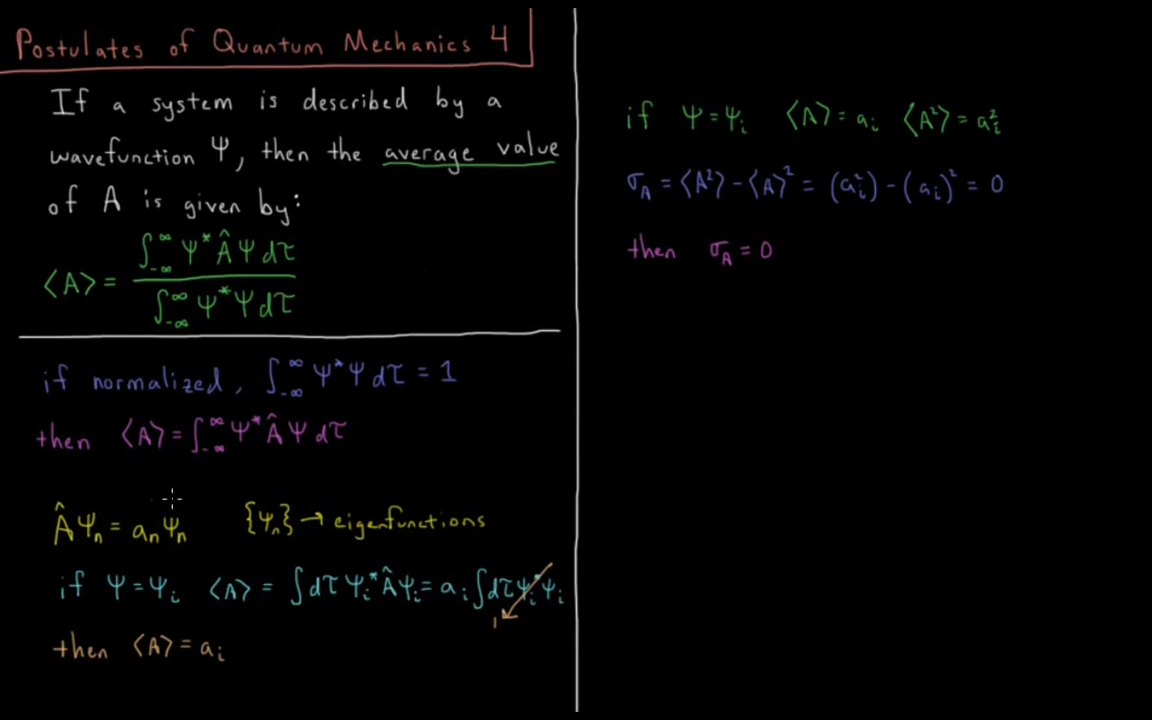 Postulates of Quantum Mechanics 4
If a system is described by a
wavefunction Ψ, then the average value
of A is given by:
⟨A⟩ = ∫_{-∞}^{∞} Ψ* Â Ψ dτ / ∫_{-∞}^{∞} Ψ* Ψ dτ
if normalized, ∫_{-∞}^{∞} Ψ* Ψ dτ = 1
then ⟨A⟩ = ∫_{-∞}^{∞} Ψ* Â Ψ dτ
Â Ψ_n = a_n Ψ_n {Ψ_n} → eigenfunctions
if Ψ = Ψ_i ⟨A⟩ = ∫ dτ Ψ_i* Â Ψ_i = a_i ∫ dτ Ψ_i* Ψ_i
1
then ⟨A⟩ = a_i
if Ψ = Ψ_i ⟨A⟩ = a_i ⟨A²⟩ = a_i²
σ_A = ⟨A²⟩ - ⟨A⟩² = (a_i²) - (a_i)² = 0
then σ_A = 0